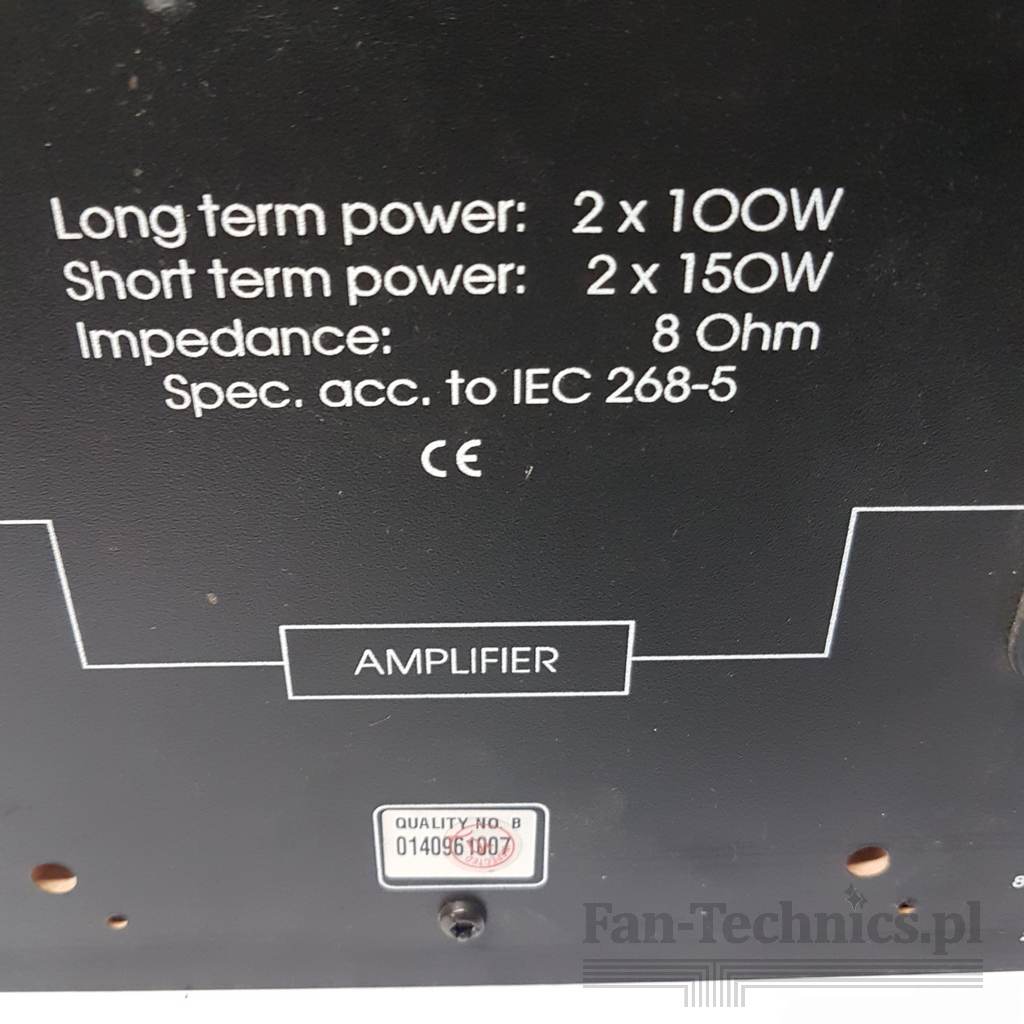 Long term power: 2 x 100W
Short term power: 2 x 150W
Impedance: 8 Ohm
Spec. acc. to IEC 268-5
CE
AMPLIFIER
QUALITY NO. B
0140961007
Fan-Technics.pl